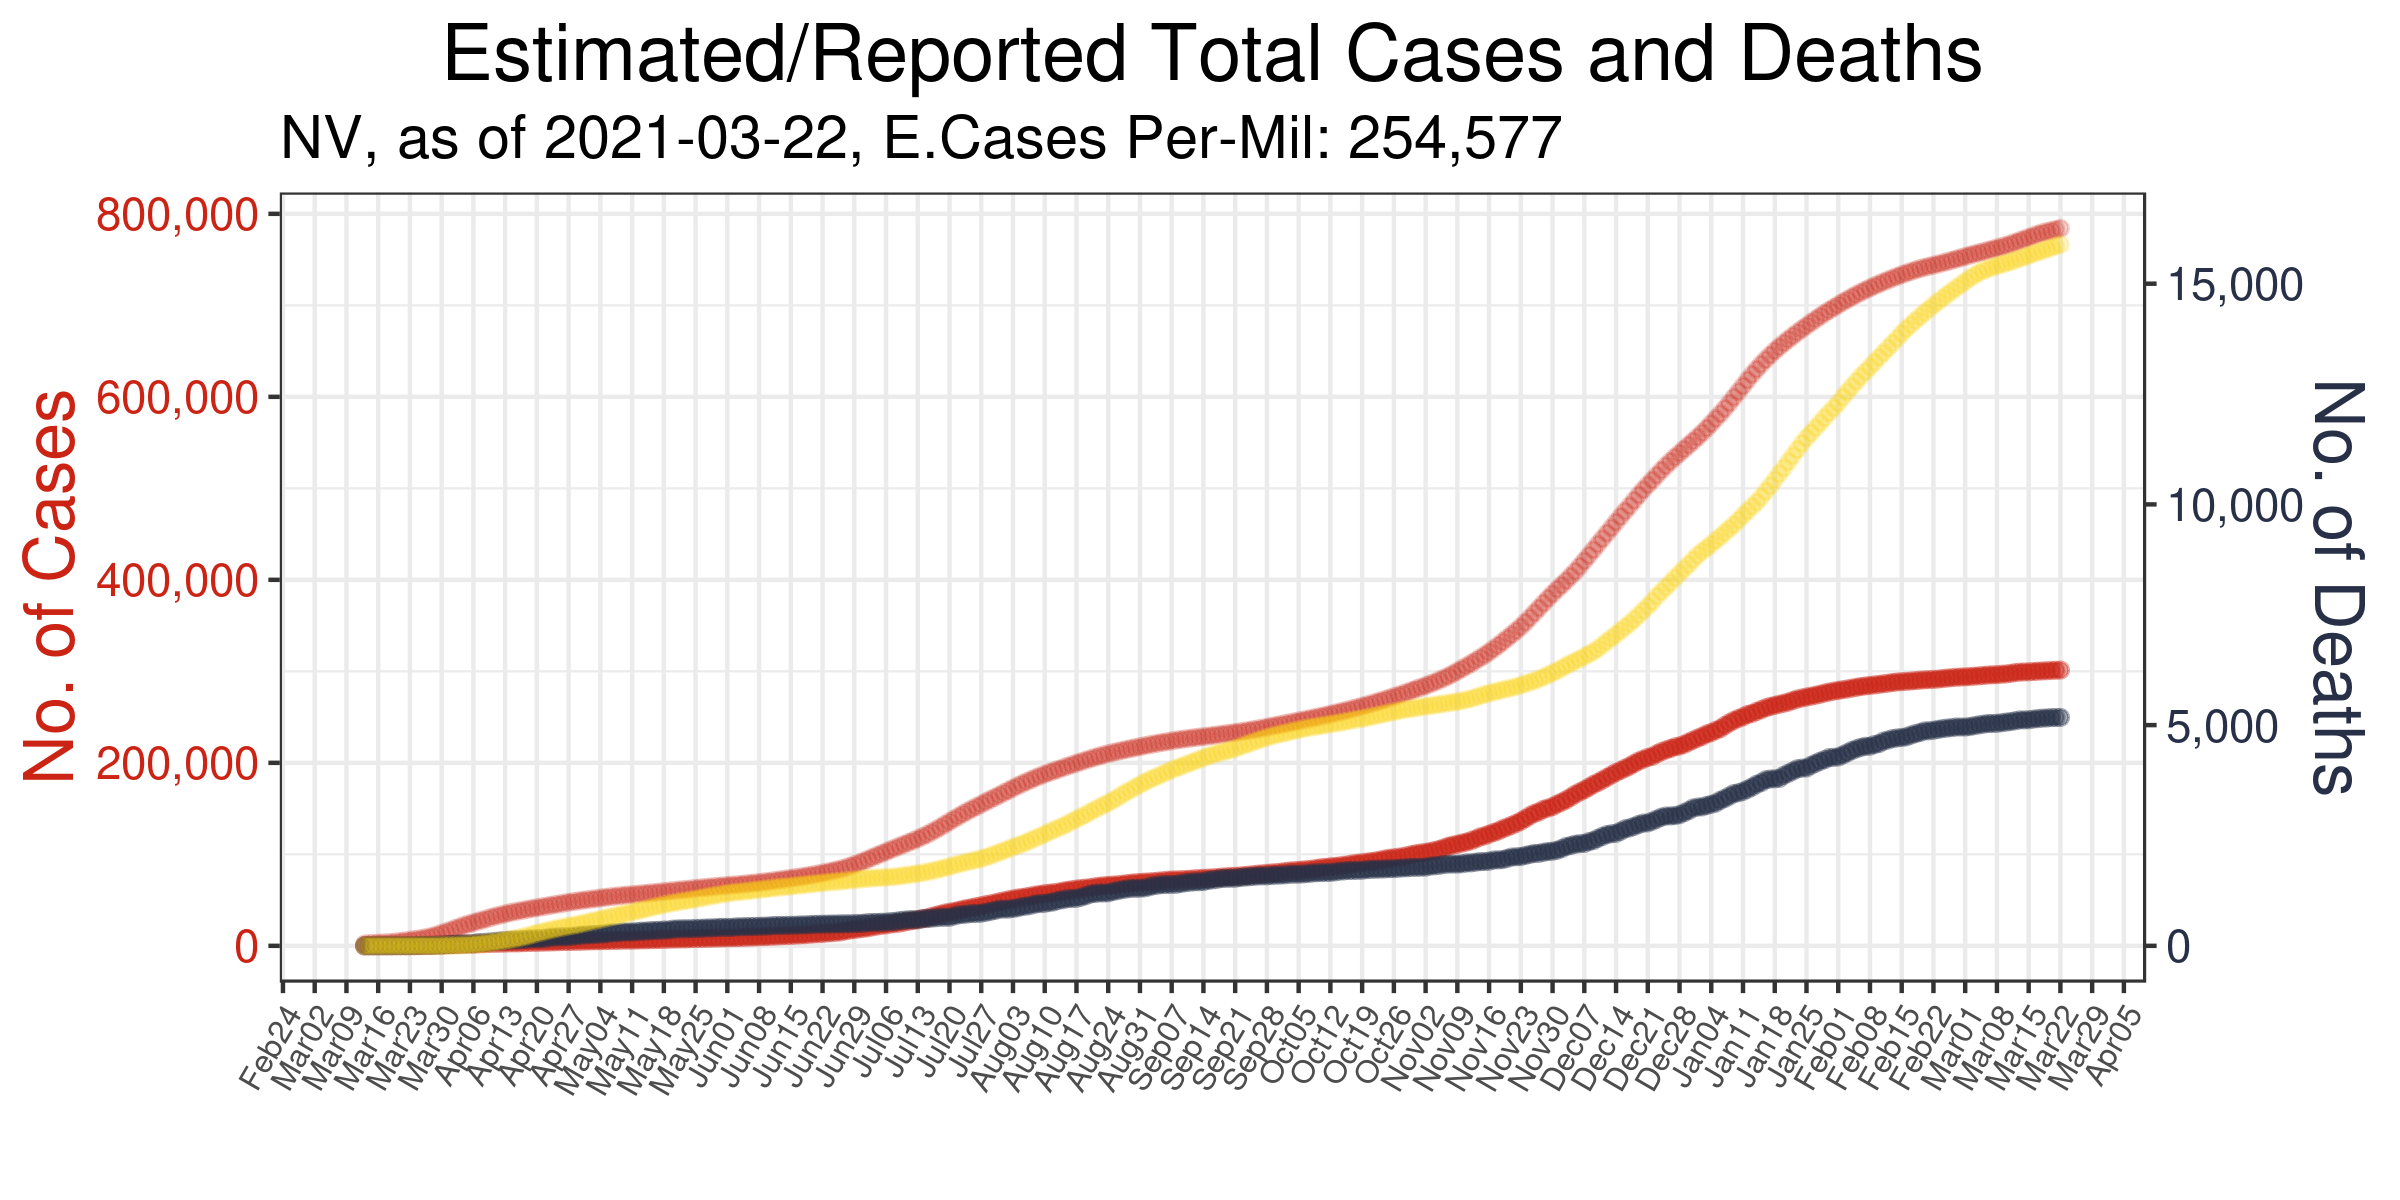 Estimated/Reported Total Cases and Deaths
NV, as of 2021-03-22, E.Cases Per-Mil: 254,577
No. of Cases
800,000
600,000
400,000
200,000
0
15,000
10,000
5,000
0
No. of Deaths
Feb24
Mar02
Mar09
Mar16
Mar23
Mar30
Apr06
Apr13
Apr20
Apr27
May04
May11
May18
May25
Jun01
Jun08
Jun15
Jun22
Jun29
Jul06
Jul13
Jul20
Jul27
Aug03
Aug10
Aug17
Aug24
Aug31
Sep07
Sep14
Sep21
Sep28
Oct05
Oct12
Oct19
Oct26
Nov02
Nov09
Nov16
Nov23
Nov30
Dec07
Dec14
Dec21
Dec28
Jan04
Jan11
Jan18
Jan25
Feb01
Feb08
Feb15
Feb22
Mar01
Mar08
Mar15
Mar22
Mar29
Apr05